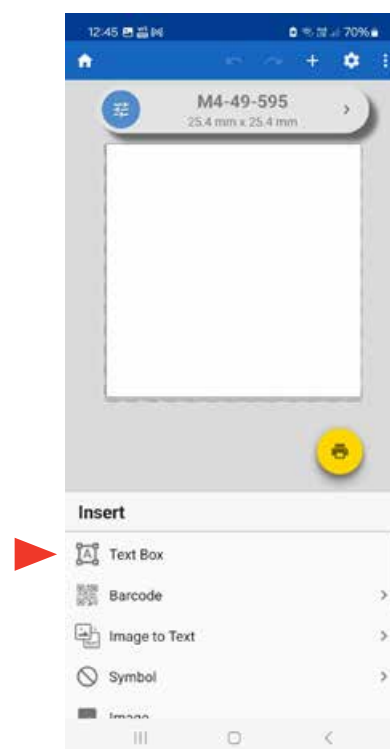 12:45
70%
M4-49-595
25.4 mm x 25.4 mm
Insert
Text Box
Barcode
Image to Text
Symbol
Image